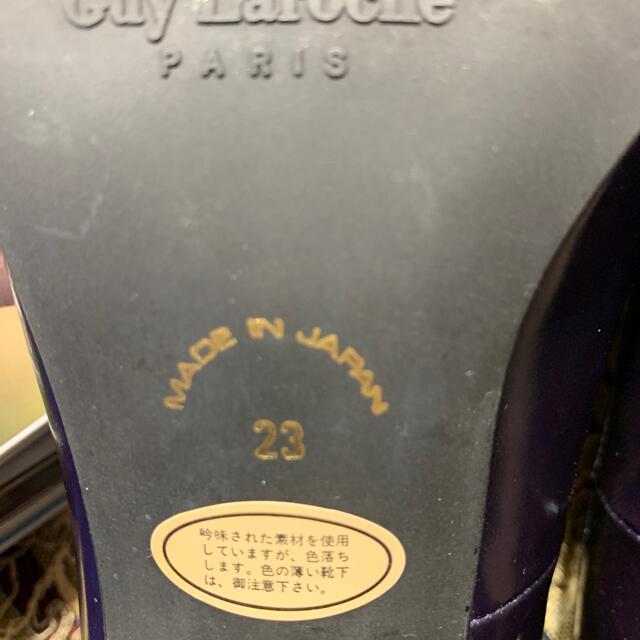 Guy Laroche
PARIS
MADE IN JAPAN
23
吟味された素材を使用
していますが、色落ち
します。色の薄い靴下
は、御注意下さい。